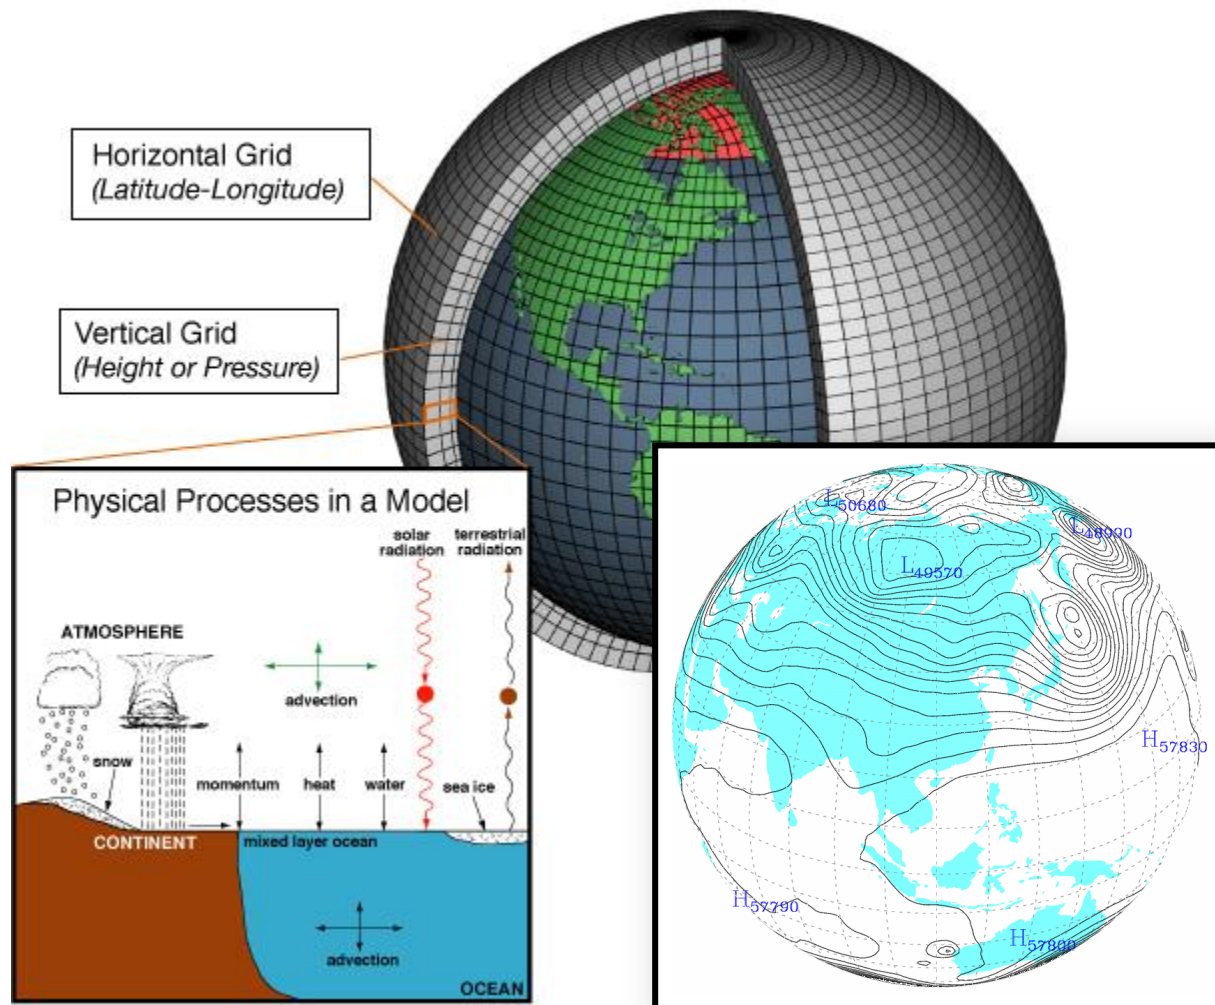 Horizontal Grid
(Latitude-Longitude)
Vertical Grid
(Height or Pressure)
Physical Processes in a Model
solar
radiation
terrestrial
radiation
ATMOSPHERE
advection
snow
momentum
heat
water
sea ice
CONTINENT
mixed layer ocean
advection
OCEAN
L50680
L48990
L49570
H57830
H57790
H57800